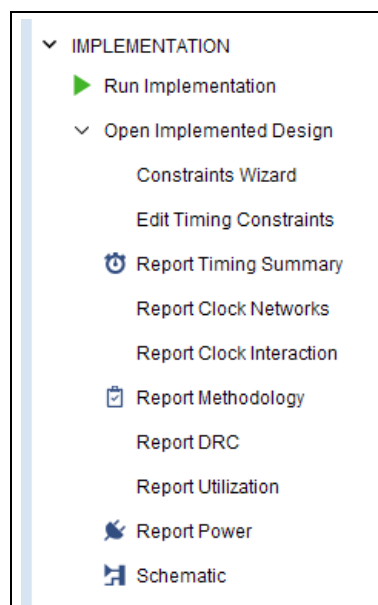 IMPLEMENTATION
Run Implementation
Open Implemented Design
Constraints Wizard
Edit Timing Constraints
Report Timing Summary
Report Clock Networks
Report Clock Interaction
Report Methodology
Report DRC
Report Utilization
Report Power
Schematic